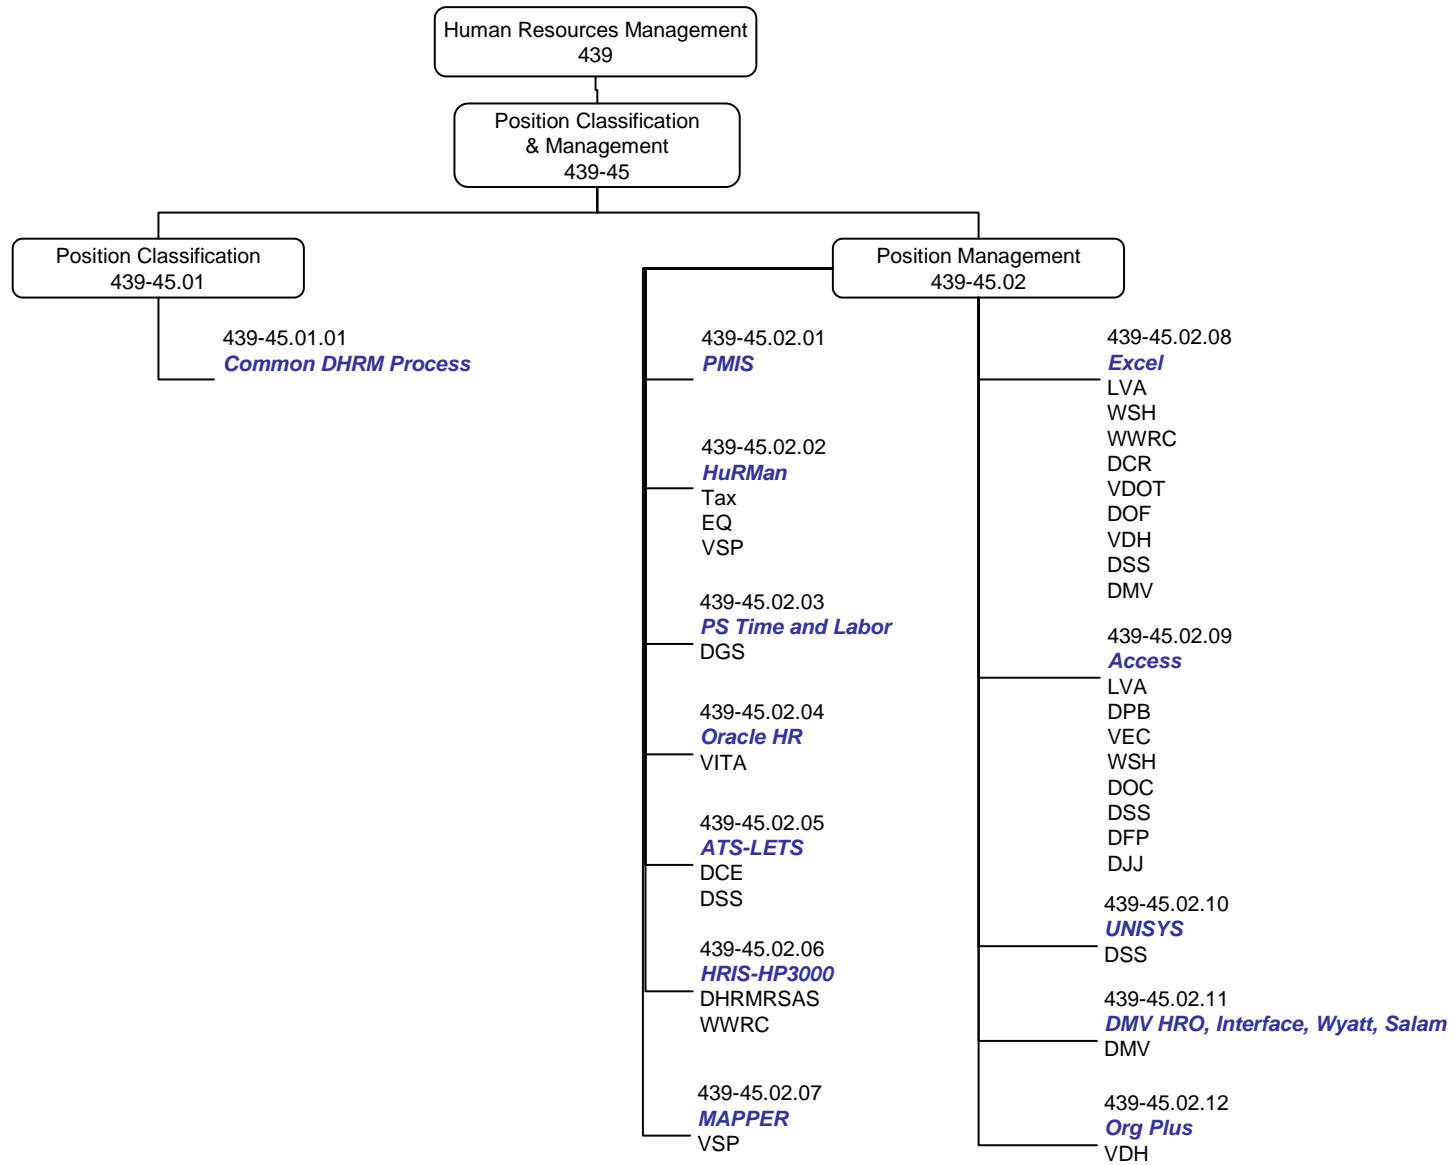 Human Resources Management
439
Position Classification
& Management
439-45
Position Classification
439-45.01
Position Management
439-45.02
439-45.01.01
Common DHRM Process
439-45.02.01
PMIS
439-45.02.02
HuRMan
Tax
EQ
VSP
439-45.02.03
PS Time and Labor
DGS
439-45.02.04
Oracle HR
VITA
439-45.02.05
ATS-LETS
DCE
DSS
439-45.02.06
HRIS-HP3000
DHRMRSAS
WWRC
439-45.02.07
MAPPER
VSP
439-45.02.08
Excel
LVA
WSH
WWRC
DCR
VDOT
DOF
VDH
DSS
DMV
439-45.02.09
Access
LVA
DPB
VEC
WSH
DOC
DSS
DFP
DJJ
439-45.02.10
UNISYS
DSS
439-45.02.11
DMV HRO, Interface, Wyatt, Salam
DMV
439-45.02.12
Org Plus
VDH